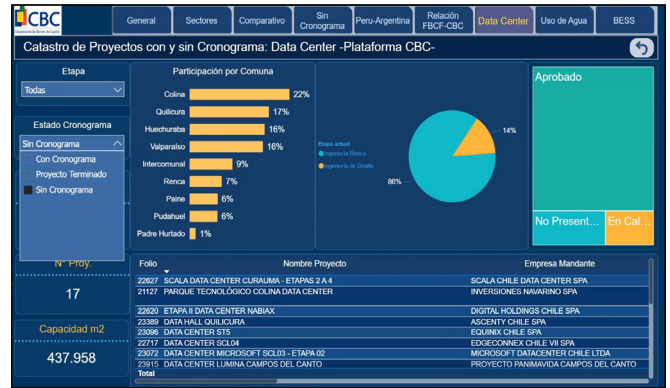 CBC
Corporación de Bienes de Capital
General
Sectores
Comparativo
Sin Cronograma
Peru-Argentina
Relación FBCF-CBC
Data Center
Uso de Agua
BESS
Catastro de Proyectos con y sin Cronograma: Data Center -Plataforma CBC-
Etapa
Todas
Estado Cronograma
Sin Cronograma
Con Cronograma
Proyecto Terminado
Sin Cronograma
N° Proy.
17
Capacidad m2
437.958
Participación por Comuna
Colina 22%
Quilicura 17%
Huechuraba 16%
Valparaíso 16%
Intercomunal 9%
Renca 7%
Paine 6%
Pudahuel 6%
Padre Hurtado 1%
Etapa actual
Ingeniería Básica
Ingeniería de Detalle
14%
86%
Aprobado
No Present...
En Cal...
Folio Nombre Proyecto Empresa Mandante
22627 SCALA DATA CENTER CURAUMA - ETAPAS 2 A 4 SCALA CHILE DATA CENTER SPA
21127 PARQUE TECNOLÓGICO COLINA DATA CENTER INVERSIONES NAVARINO SPA
22620 ETAPA II DATA CENTER NABIAX DIGITAL HOLDINGS CHILE SPA
23389 DATA HALL QUILICURA ASCENTY CHILE SPA
23096 DATA CENTER ST5 EQUINIX CHILE SPA
22717 DATA CENTER SCL04 EDGECONNEX CHILE VII SPA
23072 DATA CENTER MICROSOFT SCL03 - ETAPA 02 MICROSOFT DATACENTER CHILE LTDA
23915 DATA CENTER LUMINA CAMPOS DEL CANTO PROYECTO PANIMAVIDA CAMPOS DEL CANTO
Total